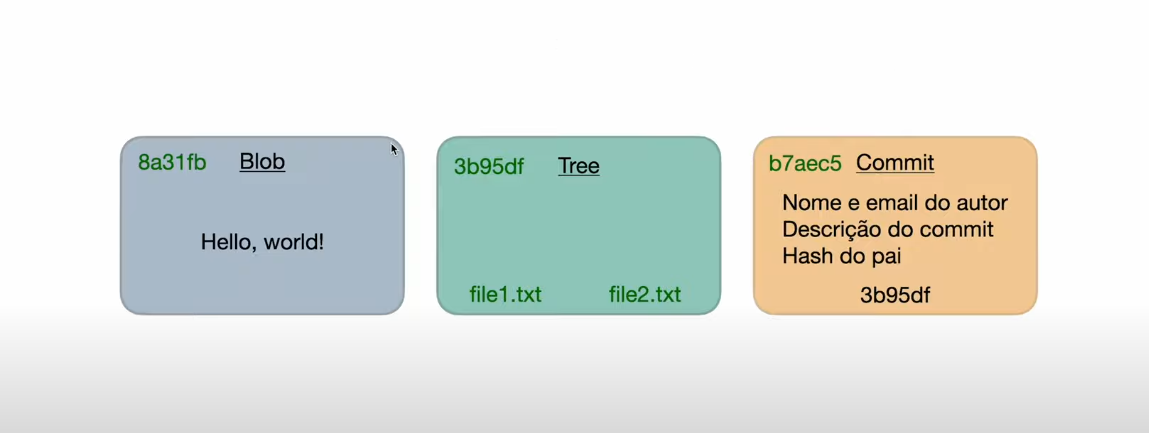 8a31fb Blob
Hello, world!
3b95df Tree
file1.txt file2.txt
b7aec5 Commit
Nome e email do autor
Descrição do commit
Hash do pai
3b95df